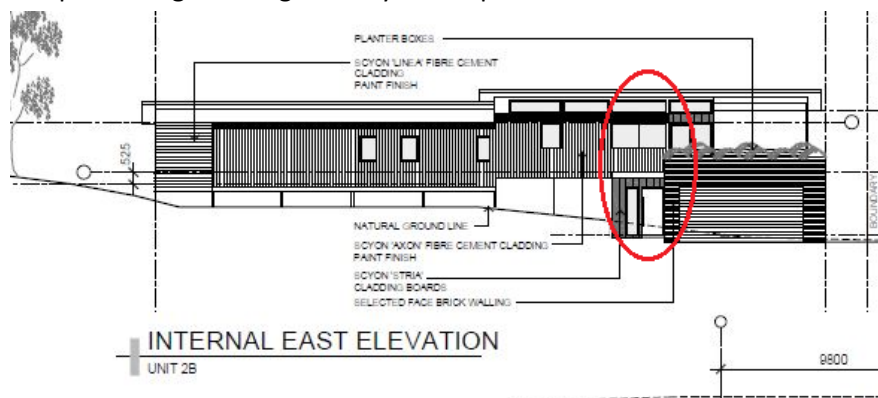 PLANTER BOXES
SCYON 'LINEA' FIBRE CEMENT
CLADDING
PAINT FINISH
525
NATURAL GROUND LINE
SCYON 'AXON' FIBRE CEMENT CLADDING
PAINT FINISH
SCYON 'STRIA'
CLADDING BOARDS
SELECTED FACE BRICK WALLING
BOUNDARY
INTERNAL EAST ELEVATION
UNIT 2B
9800